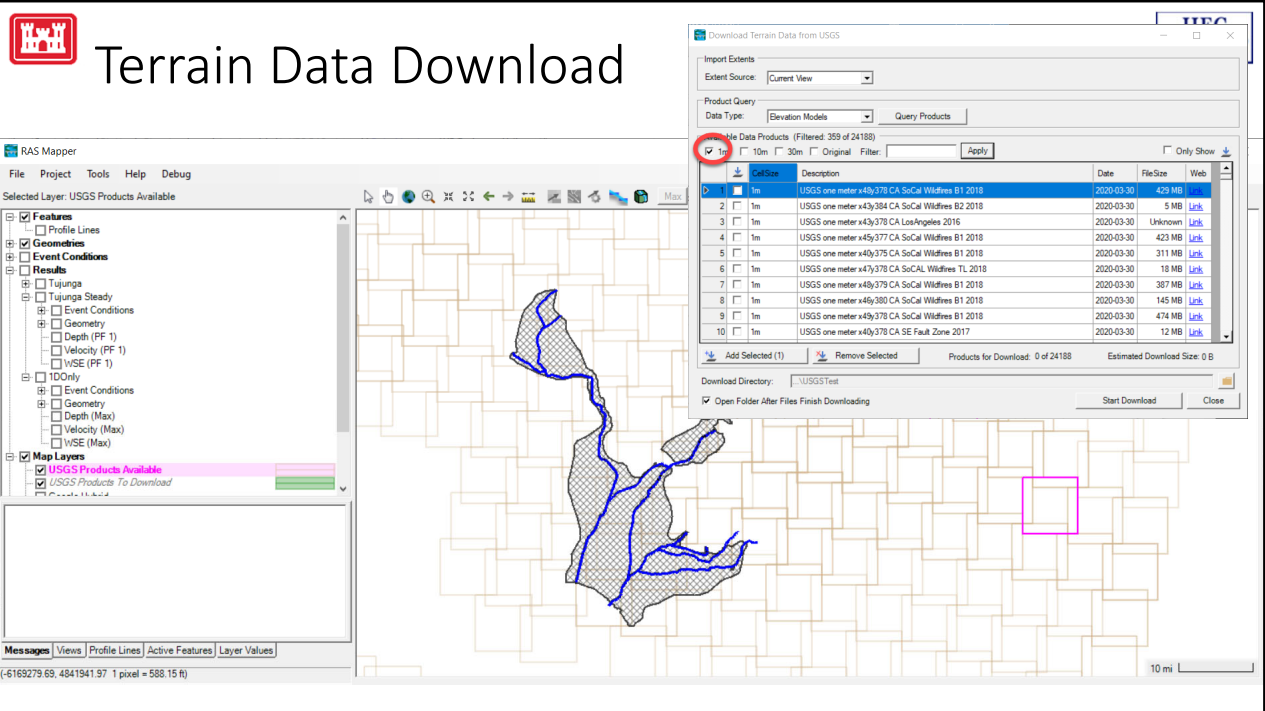 Terrain Data Download
HEC
Download Terrain Data from USGS
Import Extents
Extent Source: Current View
Product Query
Data Type: Elevation Models Query Products
Data Products (Filtered: 359 of 24188)
1m 10m 30m Original Filter: Apply Only Show
CellSize Description Date FileSize Web
1 1m USGS one meter x48y378 CA SoCal Wildfires B1 2018 2020-03-30 429 MB Link
2 1m USGS one meter x43y384 CA SoCal Wildfires B2 2018 2020-03-30 5 MB Link
3 1m USGS one meter x43y378 CA LosAngeles 2016 2020-03-30 Unknown Link
4 1m USGS one meter x45y377 CA SoCal Wildfires B1 2018 2020-03-30 423 MB Link
5 1m USGS one meter x40y375 CA SoCal Wildfires B1 2018 2020-03-30 311 MB Link
6 1m USGS one meter x47y378 CA SoCAL Wildfires TL 2018 2020-03-30 18 MB Link
7 1m USGS one meter x48y379 CA SoCal Wildfires B1 2018 2020-03-30 387 MB Link
8 1m USGS one meter x46y380 CA SoCal Wildfires B1 2018 2020-03-30 145 MB Link
9 1m USGS one meter x49y378 CA SoCal Wildfires B1 2018 2020-03-30 474 MB Link
10 1m USGS one meter x40y378 CA SE Fault Zone 2017 2020-03-30 12 MB Link
Add Selected (1) Remove Selected Products for Download: 0 of 24188 Estimated Download Size: 0 B
Download Directory: ...\USGSTest
Open Folder After Files Finish Downloading Start Download Close
RAS Mapper
File Project Tools Help Debug
Selected Layer: USGS Products Available
Max
Features
Profile Lines
Geometries
Event Conditions
Results
Tujunga
Tujunga Steady
Event Conditions
Geometry
Depth (PF 1)
Velocity (PF 1)
WSE (PF 1)
1DOnly
Event Conditions
Geometry
Depth (Max)
Velocity (Max)
WSE (Max)
Map Layers
USGS Products Available
USGS Products To Download
Google Hybrid
Messages Views Profile Lines Active Features Layer Values
(-6169279.69, 4841941.97 1 pixel = 588.15 ft)
10 mi